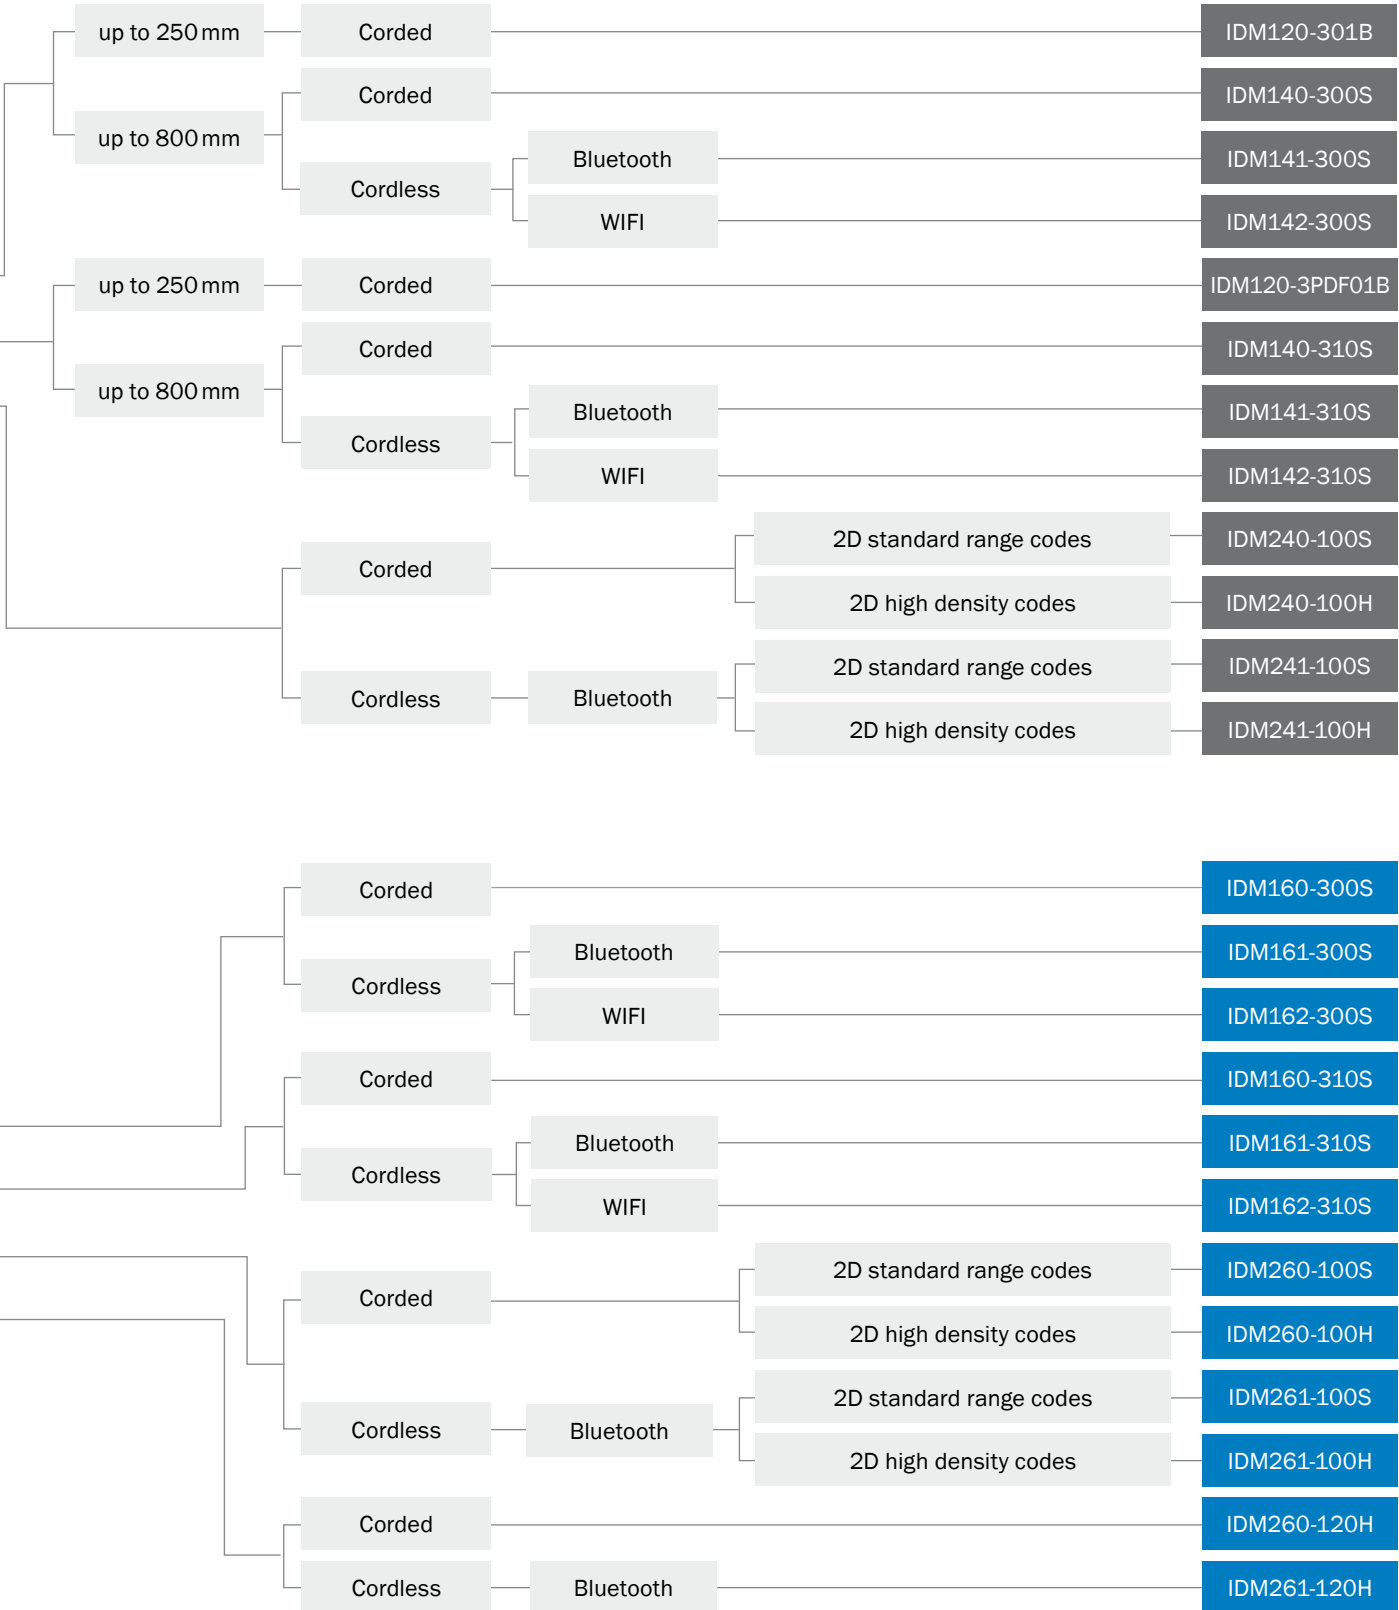 up to 250 mm Corded IDM120-301B
Corded IDM140-300S
up to 800 mm
Bluetooth IDM141-300S
Cordless
WIFI IDM142-300S
up to 250 mm Corded IDM120-3PDF01B
Corded IDM140-310S
up to 800 mm
Bluetooth IDM141-310S
Cordless
WIFI IDM142-310S
2D standard range codes IDM240-100S
Corded
2D high density codes IDM240-100H
2D standard range codes IDM241-100S
Cordless Bluetooth
2D high density codes IDM241-100H
Corded IDM160-300S
Bluetooth IDM161-300S
Cordless
WIFI IDM162-300S
Corded IDM160-310S
Bluetooth IDM161-310S
Cordless
WIFI IDM162-310S
2D standard range codes IDM260-100S
Corded
2D high density codes IDM260-100H
2D standard range codes IDM261-100S
Cordless Bluetooth
2D high density codes IDM261-100H
Corded IDM260-120H
Cordless Bluetooth IDM261-120H